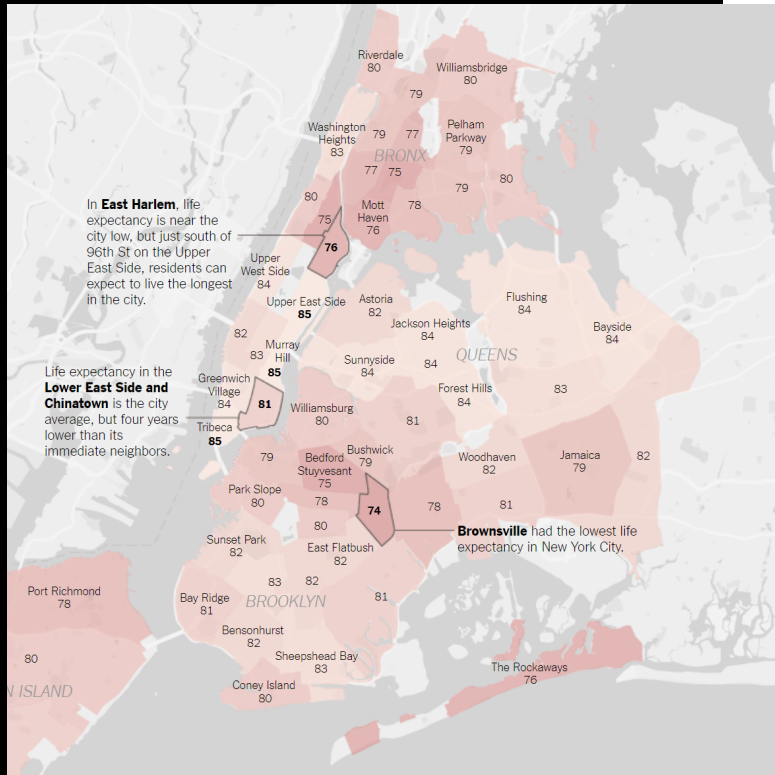 Riverdale
80
Williamsbridge
80
79
Washington
Heights
83
79
77
Pelham
Parkway
79
BRONX
77
75
79
80
80
75
Mott
Haven
76
78
In East Harlem, life
expectancy is near the
city low, but just south of
96th St on the Upper
East Side, residents can
expect to live the longest
in the city.
76
Upper
West Side
84
Upper East Side
85
Astoria
82
Flushing
84
Jackson Heights
84
Bayside
84
82
83
Murray
Hill
85
QUEENS
Sunnyside
84
84
Life expectancy in the
Lower East Side and
Chinatown is the city
average, but four years
lower than its
immediate neighbors.
Greenwich
Village
84
81
Forest Hills
84
83
Williamsburg
80
81
Tribeca
85
79
Bedford
Stuyvesant
75
Bushwick
79
Woodhaven
82
Jamaica
79
82
Park Slope
80
78
74
78
81
80
Brownsville had the lowest life
expectancy in New York City.
Sunset Park
82
East Flatbush
82
83
82
81
Port Richmond
78
Bay Ridge
81
BROOKLYN
Bensonhurst
82
Sheepshead Bay
83
80
Coney Island
80
The Rockaways
76
N ISLAND